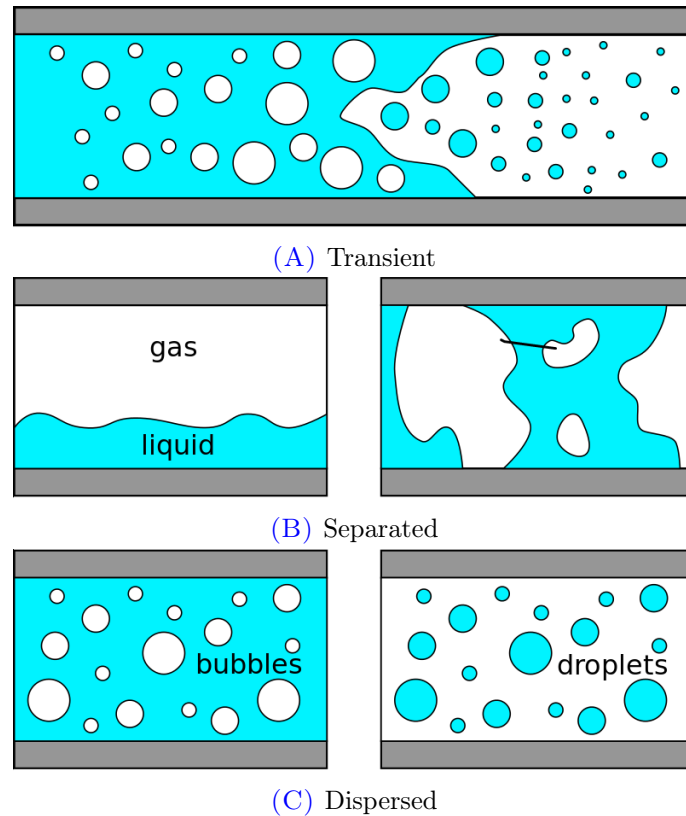 (A) Transient
gas
liquid
(B) Separated
bubbles
droplets
(C) Dispersed